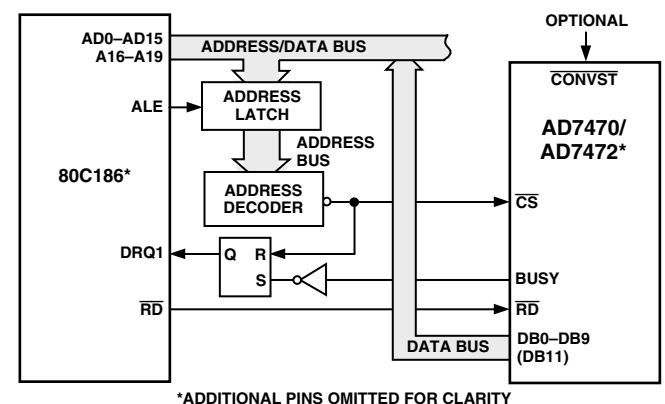 OPTIONAL
AD0–AD15
A16–A19
ADDRESS/DATA BUS
CONVST
ALE
ADDRESS
LATCH
AD7470/
AD7472*
ADDRESS
BUS
80C186*
ADDRESS
DECODER
CS
DRQ1
Q R
S
BUSY
RD
RD
DATA BUS
DB0–DB9
(DB11)
*ADDITIONAL PINS OMITTED FOR CLARITY